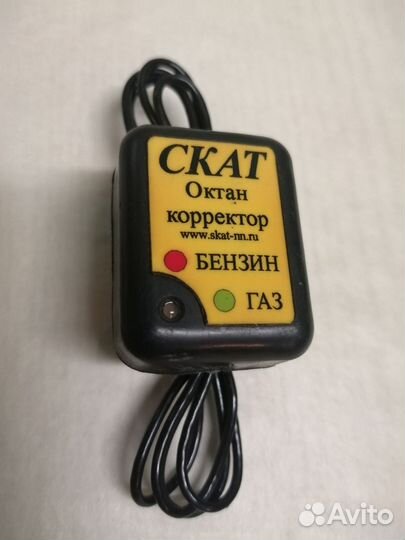 СКАТ
Октан
корректор
www.skat-nn.ru
БЕНЗИН
ГАЗ
Avito